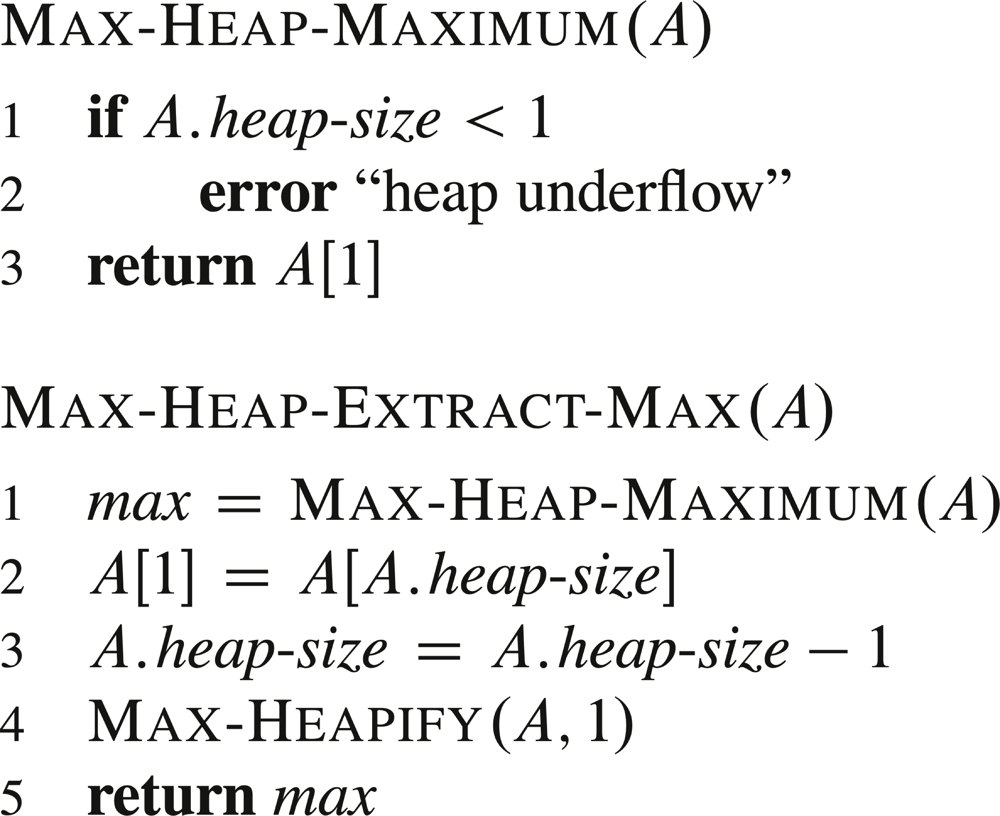 MAX-HEAP-MAXIMUM(A)
1 if A.heap-size < 1
2 error “heap underflow”
3 return A[1]
MAX-HEAP-EXTRACT-MAX(A)
1 max = MAX-HEAP-MAXIMUM(A)
2 A[1] = A[A.heap-size]
3 A.heap-size = A.heap-size − 1
4 MAX-HEAPIFY(A, 1)
5 return max